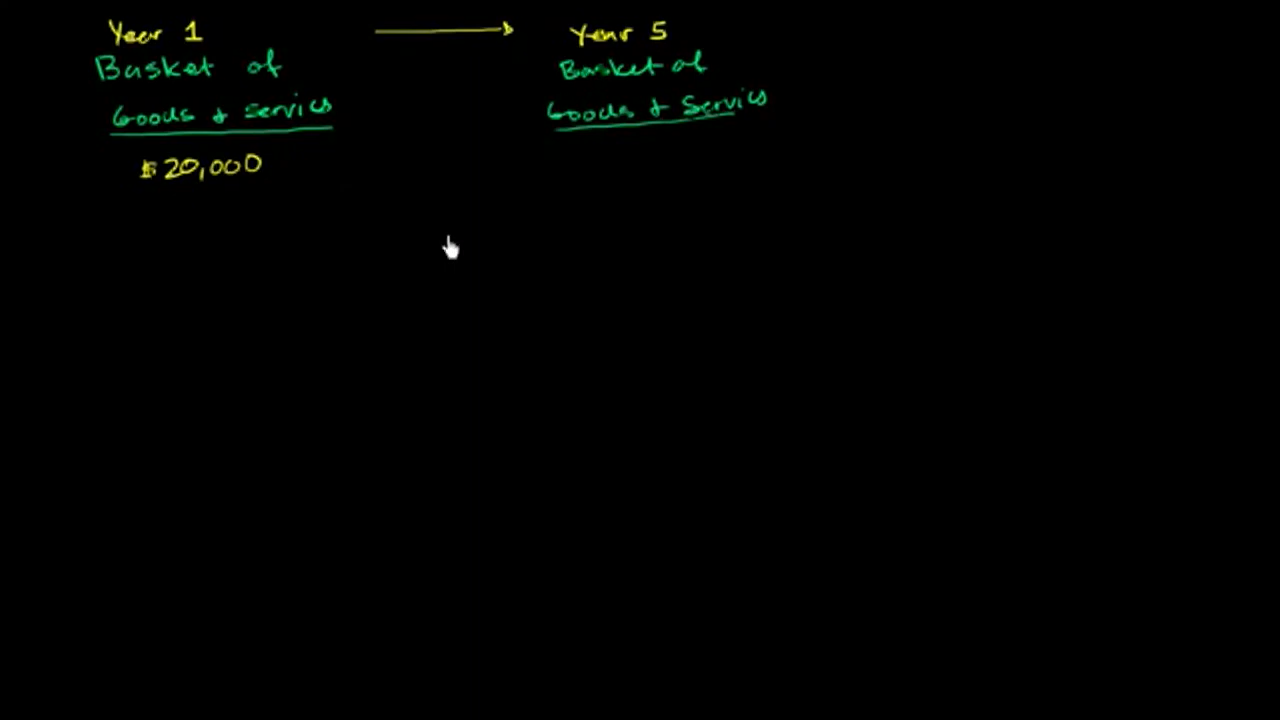 Year 1 Year 5
Basket of Basket of
Goods & Services Goods & Services
$20,000